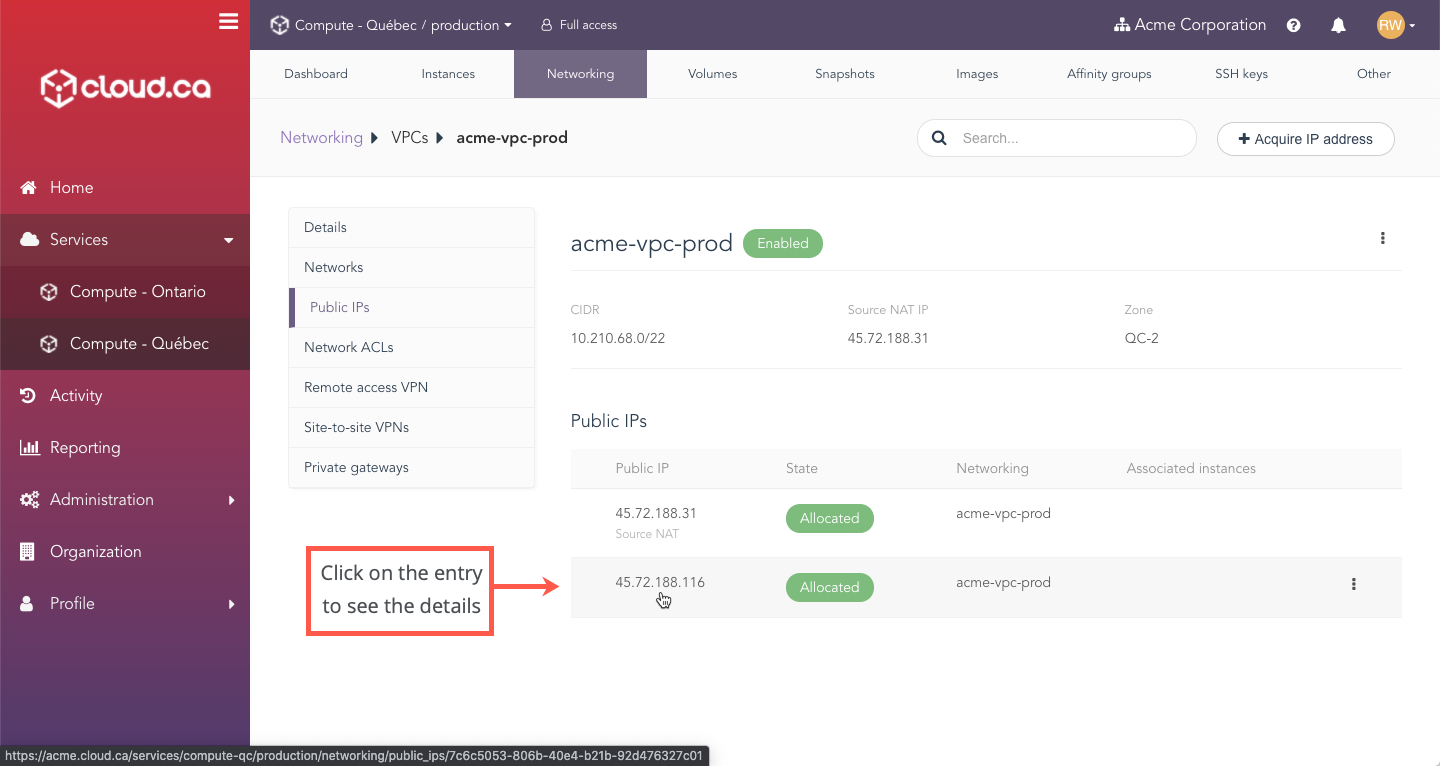 Compute - Québec / production
Full access
Acme Corporation
RW
cloud.ca
Dashboard
Instances
Networking
Volumes
Snapshots
Images
Affinity groups
SSH keys
Other
Networking VPCs acme-vpc-prod
Search...
Acquire IP address
Home
Services
Compute - Ontario
Compute - Québec
Activity
Reporting
Administration
Organization
Profile
Details
Networks
Public IPs
Network ACLs
Remote access VPN
Site-to-site VPNs
Private gateways
acme-vpc-prod Enabled
CIDR
10.210.68.0/22
Source NAT IP
45.72.188.31
Zone
QC-2
Public IPs
Public IP State Networking Associated instances
45.72.188.31 Allocated acme-vpc-prod
Source NAT
45.72.188.116 Allocated acme-vpc-prod
Click on the entry
to see the details
https://acme.cloud.ca/services/compute-qc/production/networking/public_ips/7c6c5053-806b-40e4-b21b-92d476327c01